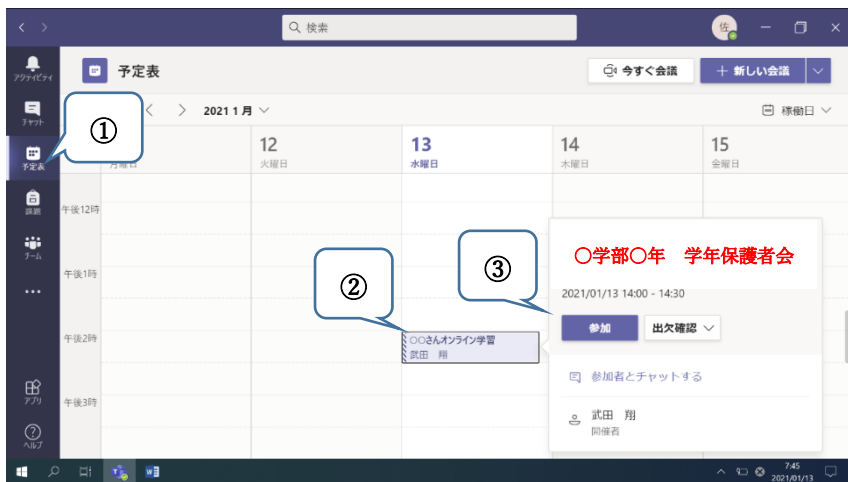 検索
佐
アクティビティ
予定表
今すぐ会議
＋ 新しい会議
チャット
2021 1月
稼働日
①
予定表
月曜日
12
火曜日
13
水曜日
14
木曜日
15
金曜日
課題
午後12時
チーム
〇学部〇年　学年保護者会
②
③
午後1時
2021/01/13 14:00 - 14:30
参加
出欠確認
午後2時
〇〇さんオンライン学習
武田　翔
参加者とチャットする
アプリ
午後3時
武田　翔
開催者
ヘルプ
7:45
2021/01/13